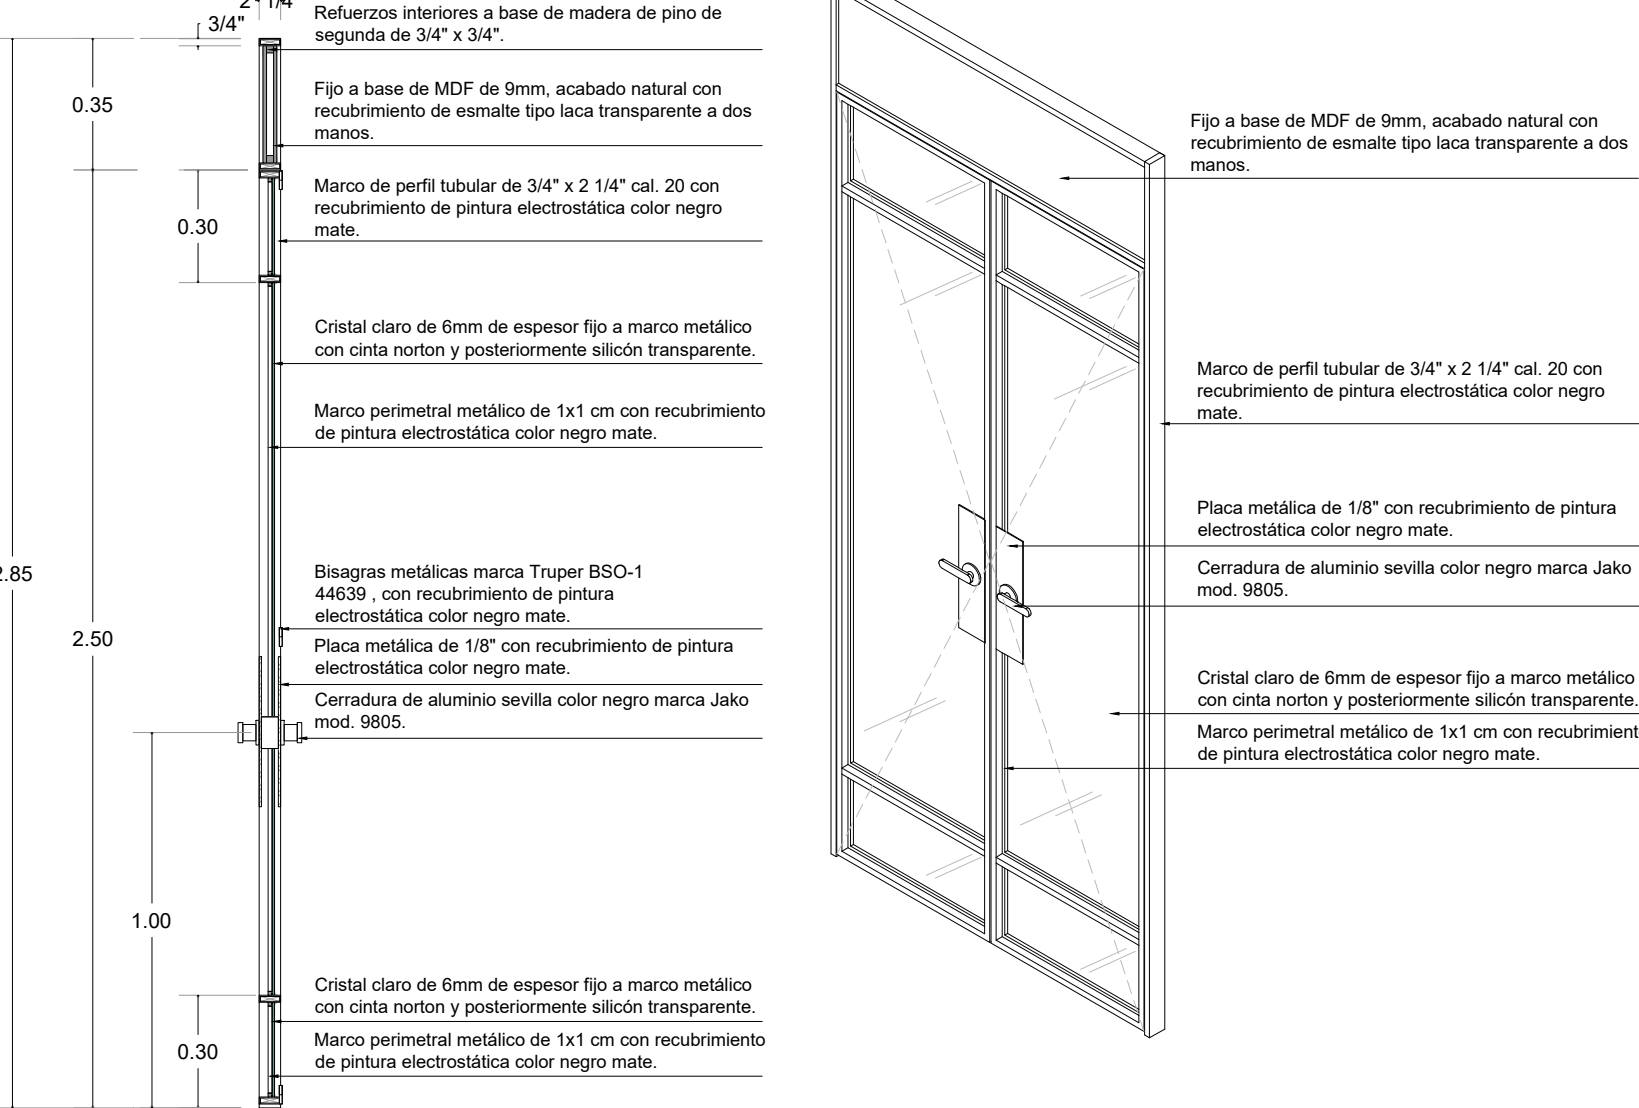 2 1/4
3/4"
0.35
0.30
2.85
2.50
1.00
0.30
Refuerzos interiores a base de madera de pino de
segunda de 3/4" x 3/4".
Fijo a base de MDF de 9mm, acabado natural con
recubrimiento de esmalte tipo laca transparente a dos
manos.
Marco de perfil tubular de 3/4" x 2 1/4" cal. 20 con
recubrimiento de pintura electrostática color negro
mate.
Cristal claro de 6mm de espesor fijo a marco metálico
con cinta norton y posteriormente silicón transparente.
Marco perimetral metálico de 1x1 cm con recubrimiento
de pintura electrostática color negro mate.
Bisagras metálicas marca Truper BSO-1
44639 , con recubrimiento de pintura
electrostática color negro mate.
Placa metálica de 1/8" con recubrimiento de pintura
electrostática color negro mate.
Cerradura de aluminio sevilla color negro marca Jako
mod. 9805.
Cristal claro de 6mm de espesor fijo a marco metálico
con cinta norton y posteriormente silicón transparente.
Marco perimetral metálico de 1x1 cm con recubrimiento
de pintura electrostática color negro mate.
Fijo a base de MDF de 9mm, acabado natural con
recubrimiento de esmalte tipo laca transparente a dos
manos.
Marco de perfil tubular de 3/4" x 2 1/4" cal. 20 con
recubrimiento de pintura electrostática color negro
mate.
Placa metálica de 1/8" con recubrimiento de pintura
electrostática color negro mate.
Cerradura de aluminio sevilla color negro marca Jako
mod. 9805.
Cristal claro de 6mm de espesor fijo a marco metálico
con cinta norton y posteriormente silicón transparente.
Marco perimetral metálico de 1x1 cm con recubrimient
de pintura electrostática color negro mate.